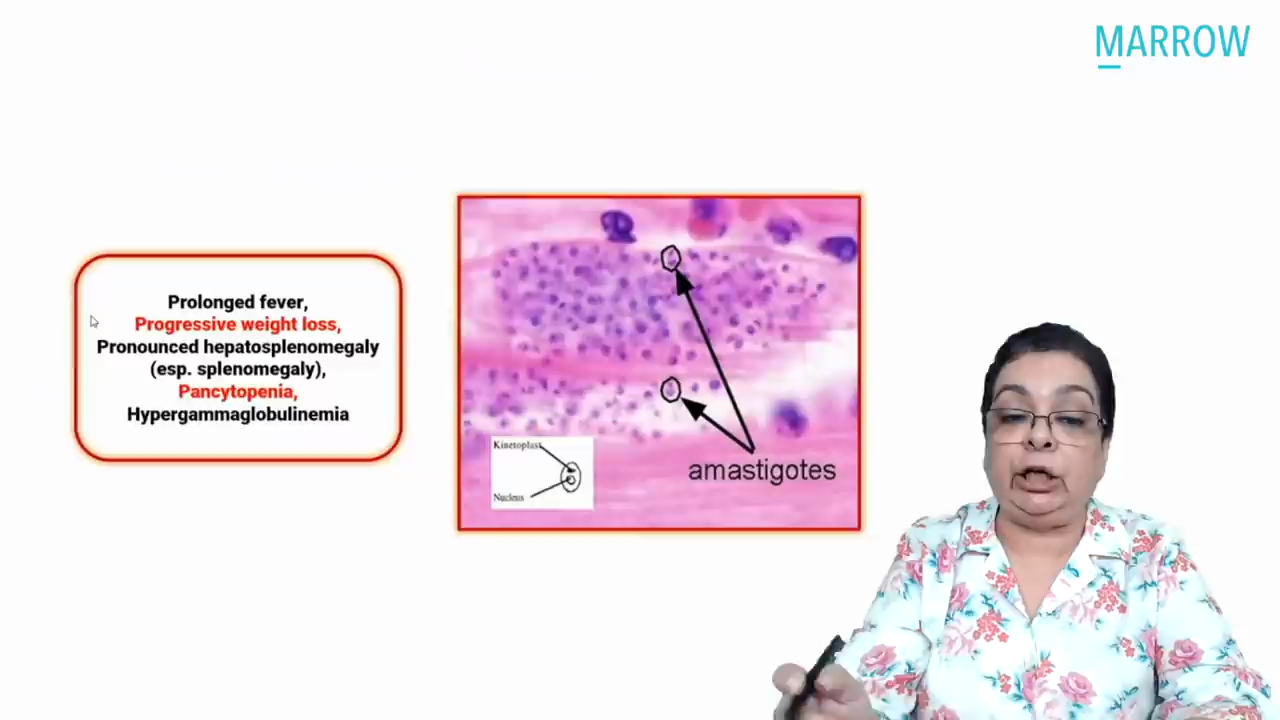 MARROW
Prolonged fever,
Progressive weight loss,
Pronounced hepatosplenomegaly
(esp. splenomegaly),
Pancytopenia,
Hypergammaglobulinemia
Kinetoplast
Nucleus
amastigotes